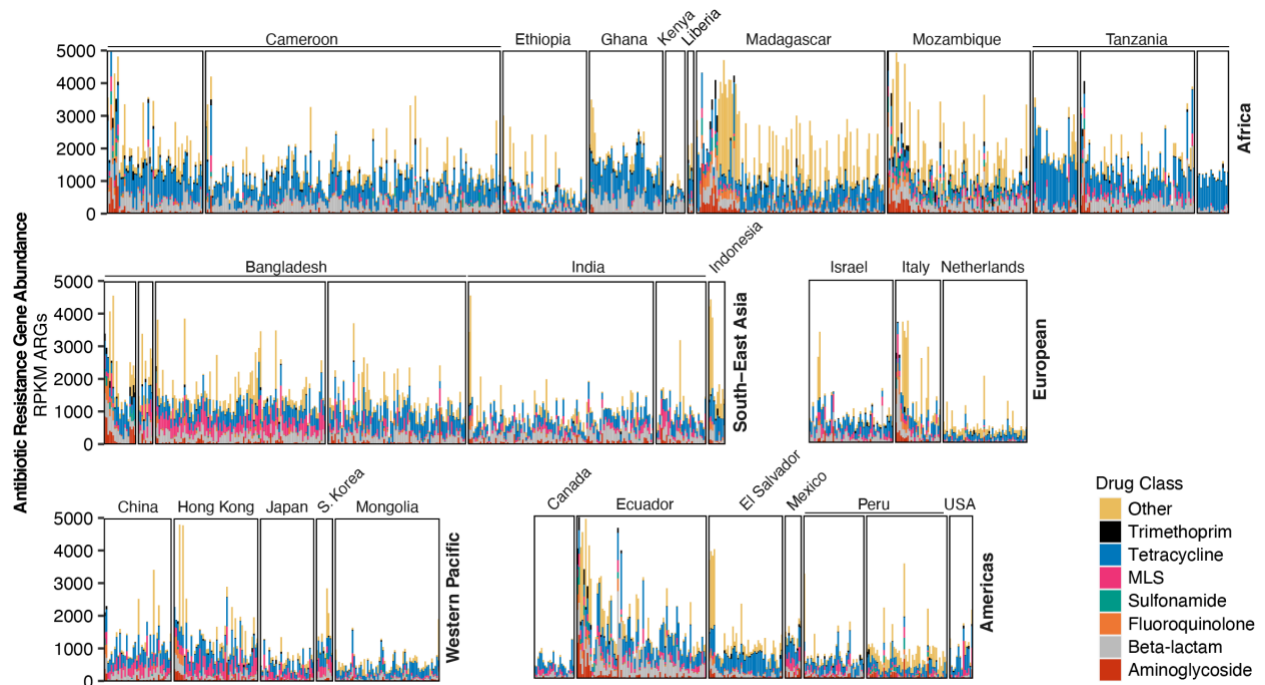 Antibiotic Resistance Gene Abundance
RPKM ARGs
Cameroon Ethiopia Ghana Kenya Liberia Madagascar Mozambique Tanzania
5000
4000
3000
2000
1000
0
Africa
Bangladesh India Indonesia
5000
4000
3000
2000
1000
0
South-East Asia
Israel Italy Netherlands
European
China Hong Kong Japan S. Korea Mongolia
5000
4000
3000
2000
1000
0
Western Pacific
Canada Ecuador El Salvador Mexico Peru USA
Americas
Drug Class
Other
Trimethoprim
Tetracycline
MLS
Sulfonamide
Fluoroquinolone
Beta-lactam
Aminoglycoside